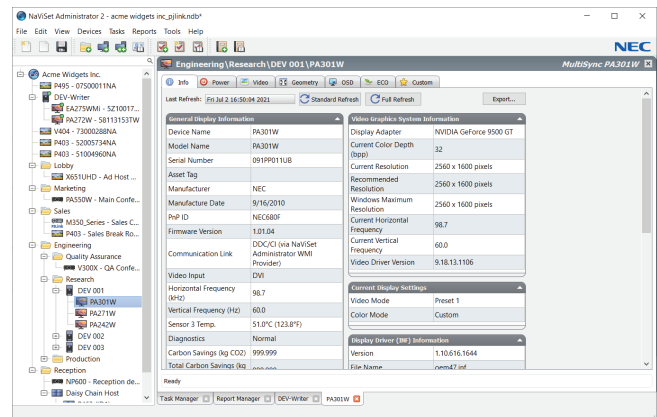 NaViSet Administrator 2 - acme widgets inc_pjlink.ndb*
File Edit View Devices Tasks Reports Tools Help
NEC
Acme Widgets Inc.
P495 - 07500011NA
DEV-Writer
EA275WMi - 5Z10017...
PA272W - 58113153TW
V404 - 73000288NA
P403 - 52005734NA
P403 - 51004960NA
Lobby
X651UHD - Ad Host ...
Marketing
PA550W - Main Confe...
Sales
M350_Series - Sales C...
P403 - Sales Break Ro...
Engineering
Quality Assurance
V300X - QA Confe...
Research
DEV 001
PA301W
PA271W
PA242W
DEV 002
DEV 003
Production
Reception
NP600 - Reception de...
Daisy Chain Host
Engineering\Research\DEV 001\PA301W
MultiSync PA301W
Info Power Video Geometry OSD ECO Custom
Last Refresh: Fri Jul 2 16:50:04 2021 Standard Refresh Full Refresh Export...
General Display Information
Device Name PA301W
Model Name PA301W
Serial Number 091PP011UB
Asset Tag
Manufacturer NEC
Manufacture Date 9/16/2010
PnP ID NEC680F
Firmware Version 1.01.04
Communication Link DDC/CI (via NaViSet
Administrator WMI
Provider)
Video Input DVI
Horizontal Frequency
(kHz) 98.7
Vertical Frequency (Hz) 60.0
Sensor 3 Temp. 51.0°C (123.8°F)
Diagnostics Normal
Carbon Savings (kg CO2) 999.999
Total Carbon Savings (kg
Video Graphics System Information
Display Adapter NVIDIA GeForce 9500 GT
Current Color Depth
(bpp) 32
Current Resolution 2560 x 1600 pixels
Recommended
Resolution 2560 x 1600 pixels
Windows Maximum
Resolution 2560 x 1600 pixels
Current Horizontal
Frequency 98.7
Current Vertical
Frequency 60.0
Video Driver Version 9.18.13.1106
Current Display Settings
Video Mode Preset 1
Color Mode Custom
Display Driver (INF) Information
Version 1.10.616.1644
File Name oem47.inf
Ready
Task Manager Report Manager DEV-Writer PA301W